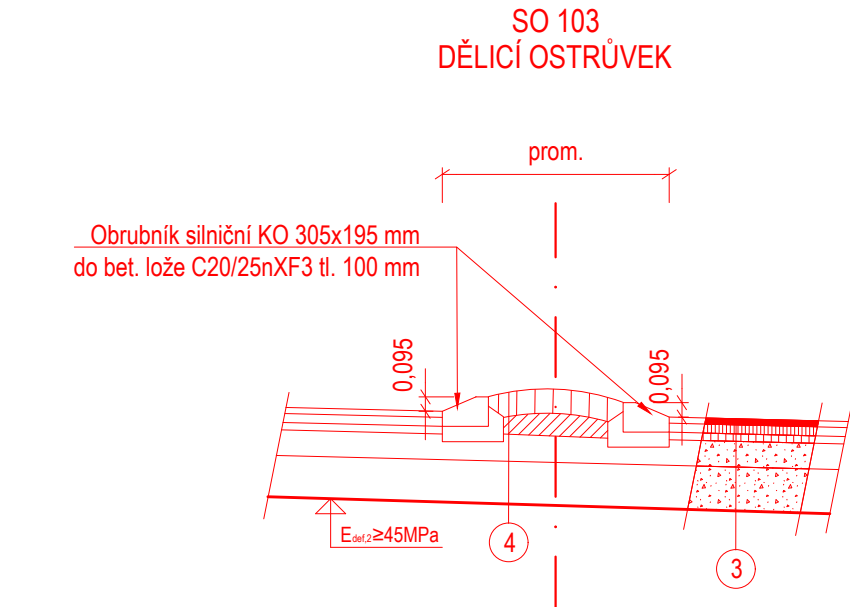 SO 103
DĚLICÍ OSTRŮVEK
prom.
Obrubník silniční KO 305x195 mm
do bet. lože C20/25nXF3 tl. 100 mm
0,095
0,095
Edef,2≥45MPa
4
3